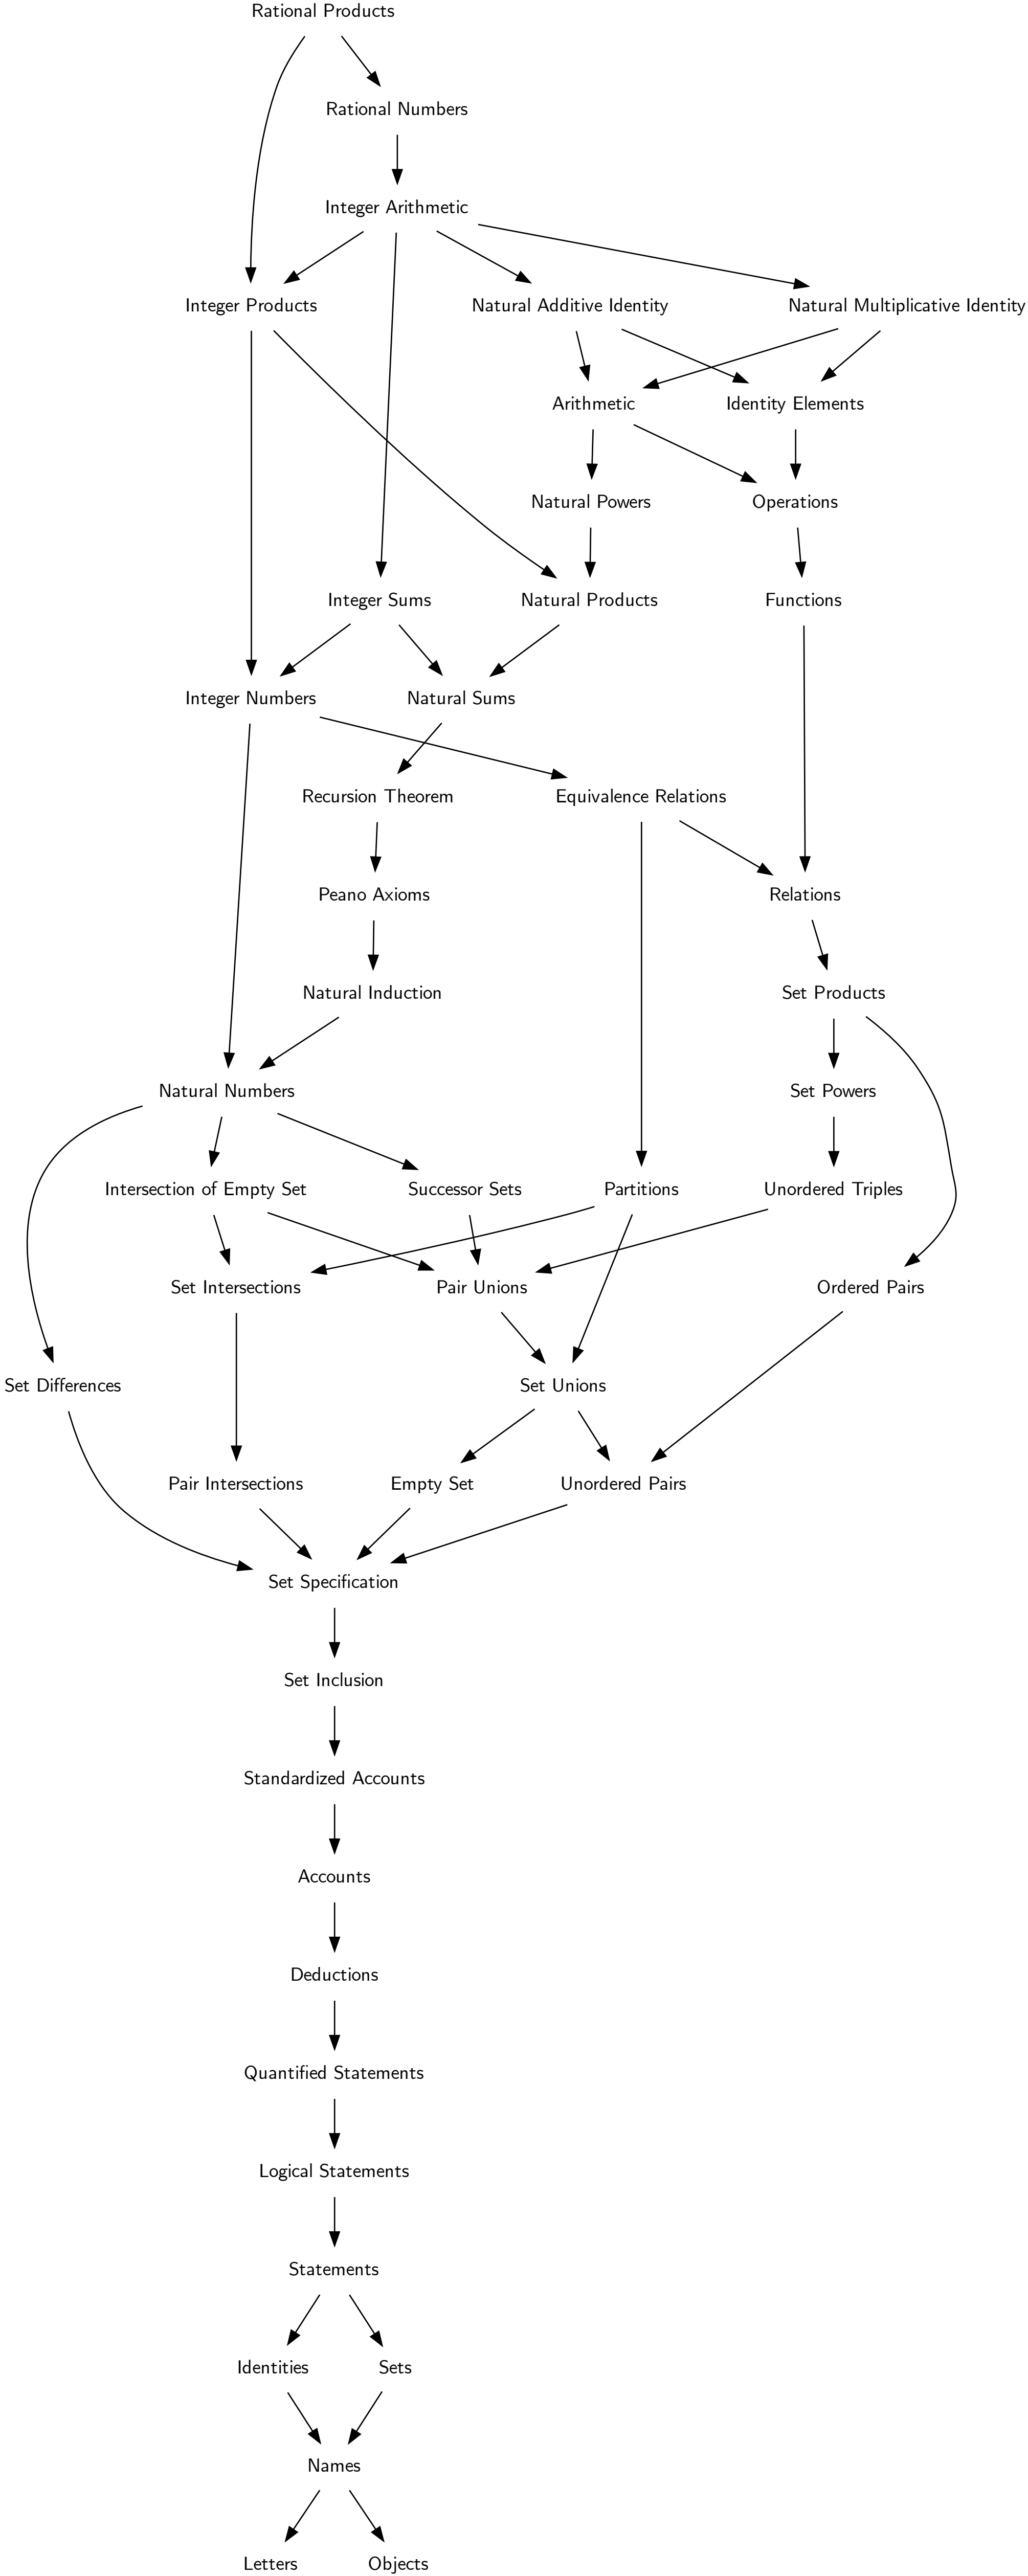 Rational Products
Rational Numbers
Integer Arithmetic
Integer Products
Natural Additive Identity
Natural Multiplicative Identity
Arithmetic
Identity Elements
Natural Powers
Operations
Integer Sums
Natural Products
Functions
Integer Numbers
Natural Sums
Recursion Theorem
Equivalence Relations
Peano Axioms
Relations
Natural Induction
Set Products
Natural Numbers
Set Powers
Intersection of Empty Set
Successor Sets
Partitions
Unordered Triples
Set Intersections
Pair Unions
Ordered Pairs
Set Differences
Set Unions
Pair Intersections
Empty Set
Unordered Pairs
Set Specification
Set Inclusion
Standardized Accounts
Accounts
Deductions
Quantified Statements
Logical Statements
Statements
Identities
Sets
Names
Letters
Objects